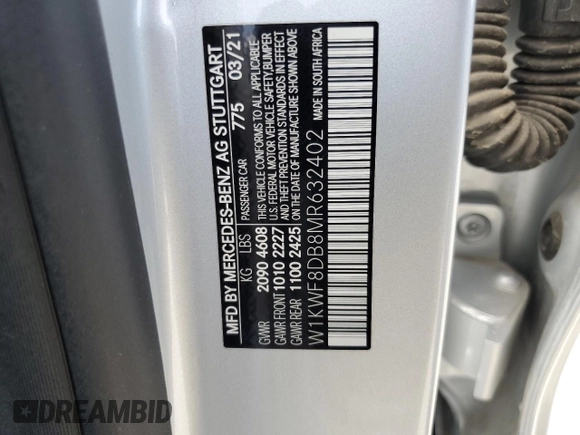 MFD BY MERCEDES-BENZ AG STUTTGART
KG LBS PASSENGER CAR 775 03/21
GVWR 2090 4608 THIS VEHICLE CONFORMS TO ALL APPLICABLE
GAWR FRONT 1010 2227 U.S. FEDERAL MOTOR VEHICLE SAFETY, BUMPER
AND THEFT PREVENTION STANDARDS IN EFFECT
GAWR REAR 1100 2425 ON THE DATE OF MANUFACTURE SHOWN ABOVE
W1KWF8DB8MR632402 MADE IN SOUTH AFRICA
DREAMBID